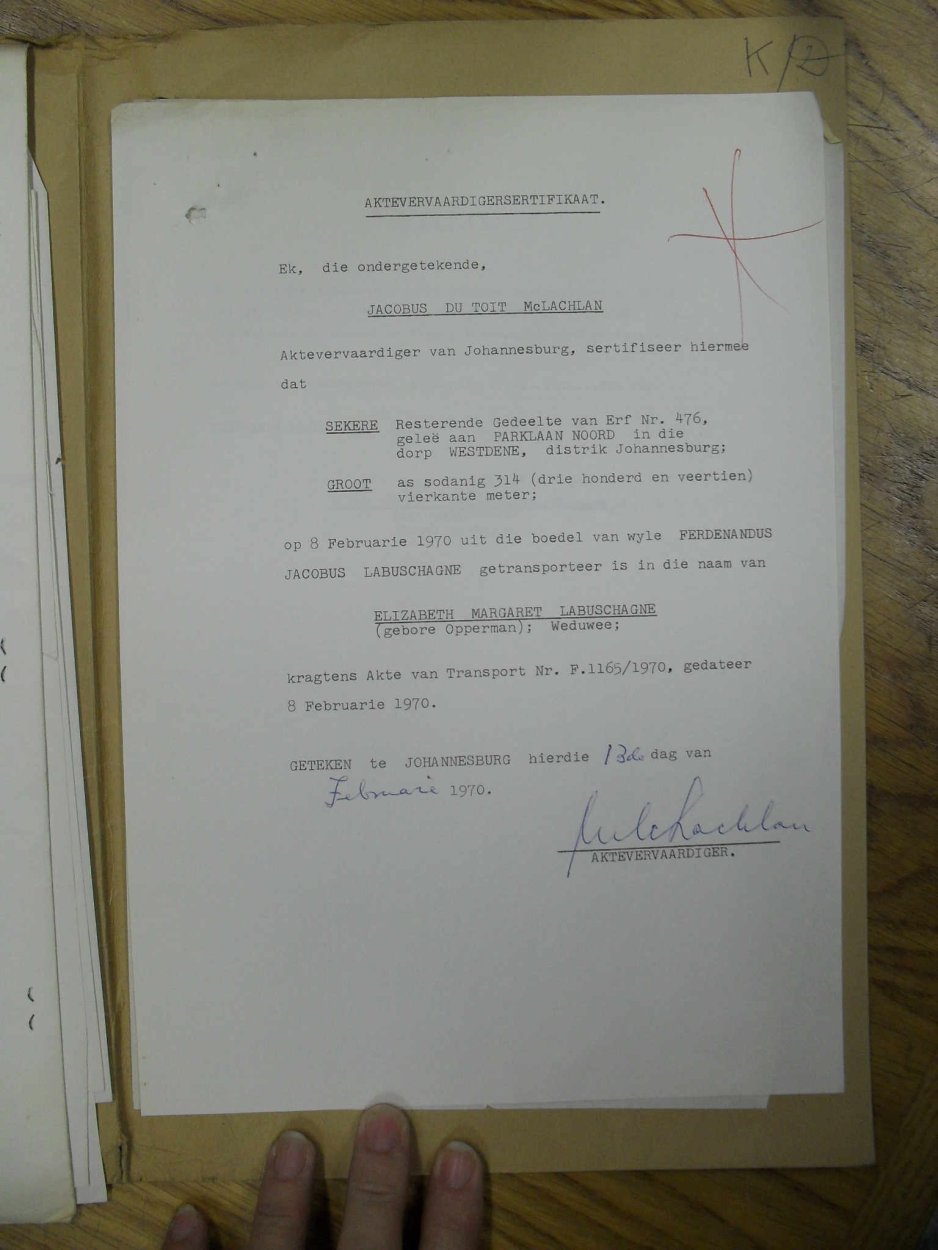 AKTEVERVAARDIGERSERTIFIKAAT.
Ek, die ondergetekende,
JACOBUS DU TOIT McLACHLAN
Aktevervaardiger van Johannesburg, sertifiseer hiermee
dat
SEKERE Resterende Gedeelte van Erf Nr. 476,
geleë aan PARKLAAN NOORD in die
dorp WESTDENE, distrik Johannesburg;
GROOT as sodanig 314 (drie honderd en veertien)
vierkante meter;
op 8 Februarie 1970 uit die boedel van wyle FERDENANDUS
JACOBUS LABUSCHAGNE getransporteer is in die naam van
ELIZABETH MARGARET LABUSCHAGNE
(gebore Opperman); Weduwee;
kragtens Akte van Transport Nr. F.1165/1970, gedateer
8 Februarie 1970.
GETEKEN te JOHANNESBURG hierdie 13de dag van
Februarie 1970.
AKTEVERVAARDIGER.